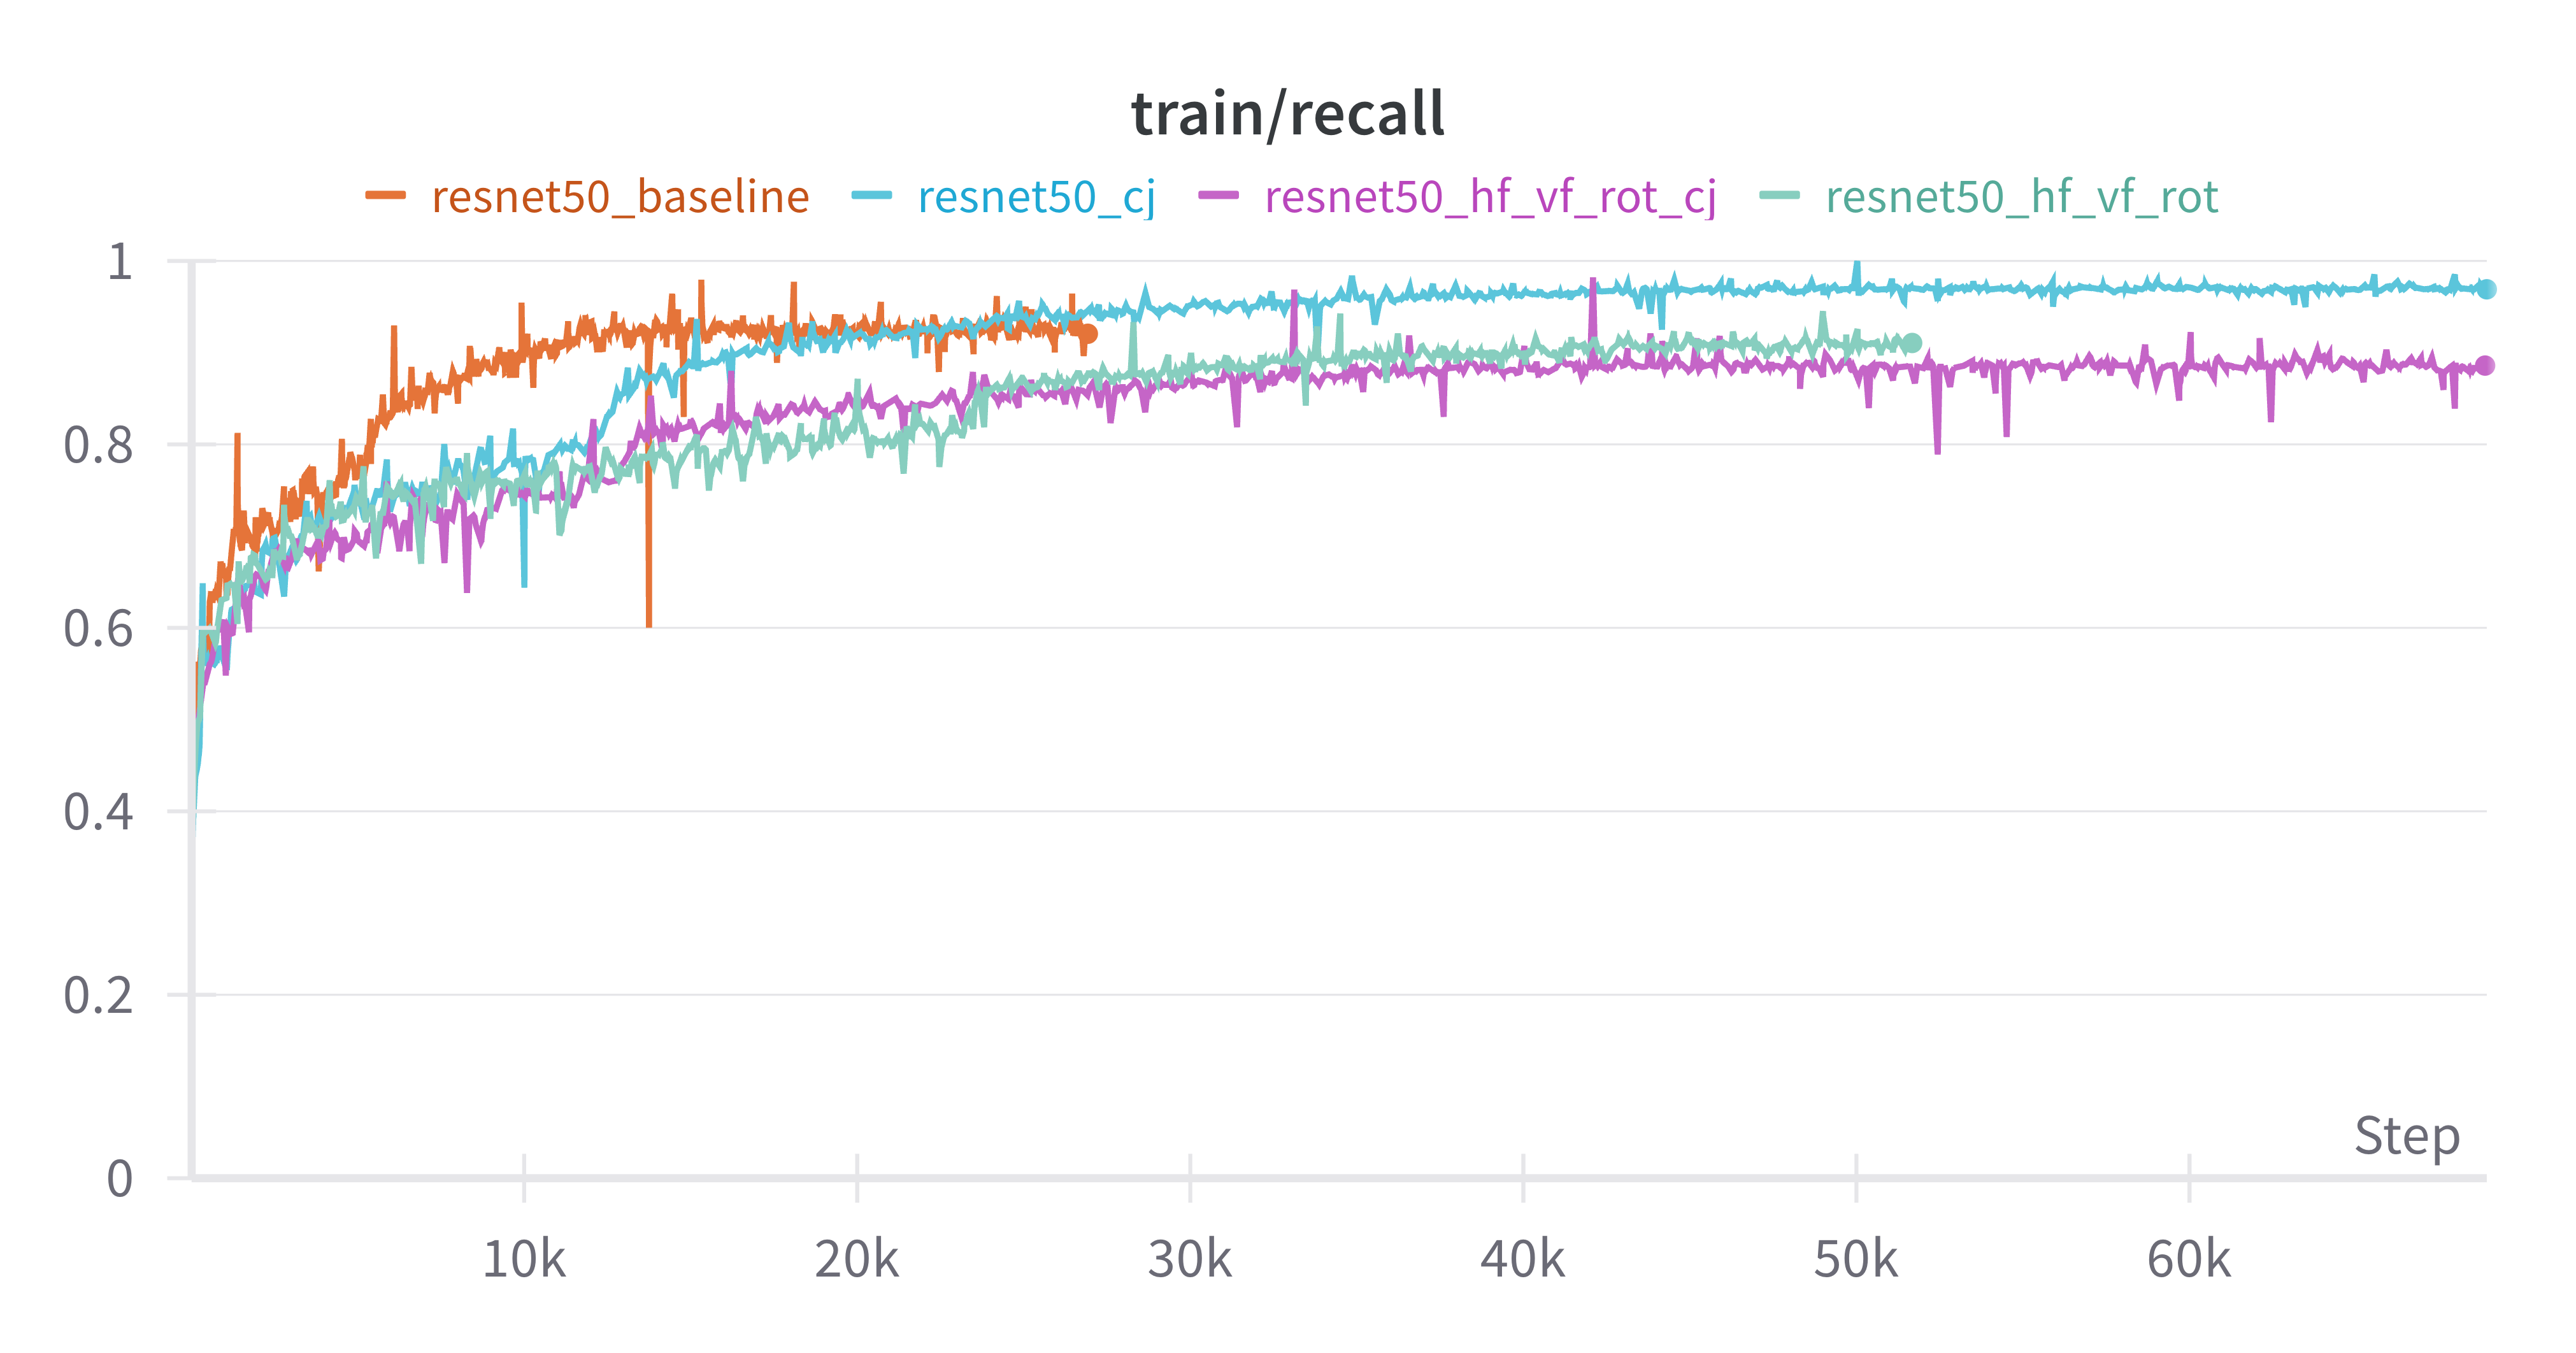 train/recall
resnet50_baseline resnet50_cj resnet50_hf_vf_rot_cj resnet50_hf_vf_rot
1
0.8
0.6
0.4
0.2
0
Step
10k 20k 30k 40k 50k 60k